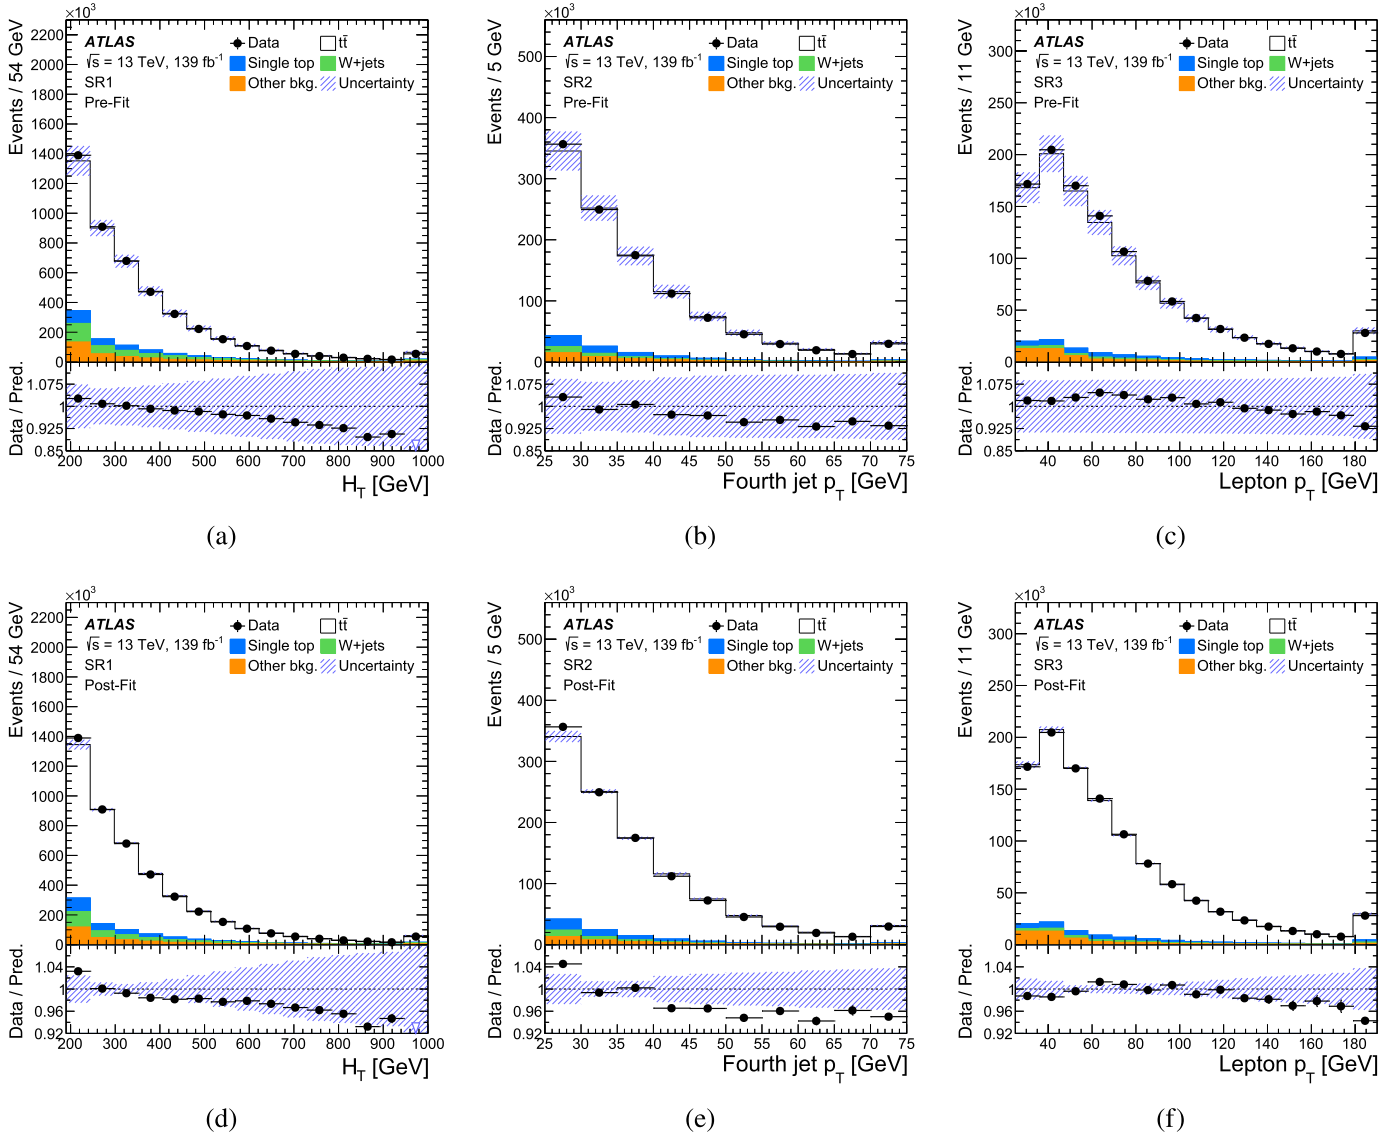 ×10³
Events / 54 GeV
2200
2000
1800
1600
1400
1200
1000
800
600
400
200
0
ATLAS
√s = 13 TeV, 139 fb⁻¹
SR1
Pre-Fit
Data
tt̄
Single top
W+jets
Other bkg.
Uncertainty
Data / Pred.
1.075
1
0.925
0.85
200 300 400 500 600 700 800 900 1000
H_T [GeV]
(a)
×10³
Events / 5 GeV
500
400
300
200
100
0
ATLAS
√s = 13 TeV, 139 fb⁻¹
SR2
Pre-Fit
Data
tt̄
Single top
W+jets
Other bkg.
Uncertainty
Data / Pred.
1.075
1
0.925
0.85
25 30 35 40 45 50 55 60 65 70 75
Fourth jet p_T [GeV]
(b)
×10³
Events / 11 GeV
300
250
200
150
100
50
0
ATLAS
√s = 13 TeV, 139 fb⁻¹
SR3
Pre-Fit
Data
tt̄
Single top
W+jets
Other bkg.
Uncertainty
Data / Pred.
1.075
1
0.925
0.85
40 60 80 100 120 140 160 180
Lepton p_T [GeV]
(c)
×10³
Events / 54 GeV
2200
2000
1800
1600
1400
1200
1000
800
600
400
200
0
ATLAS
√s = 13 TeV, 139 fb⁻¹
SR1
Post-Fit
Data
tt̄
Single top
W+jets
Other bkg.
Uncertainty
Data / Pred.
1.04
1
0.96
0.92
200 300 400 500 600 700 800 900 1000
H_T [GeV]
(d)
×10³
Events / 5 GeV
500
400
300
200
100
0
ATLAS
√s = 13 TeV, 139 fb⁻¹
SR2
Post-Fit
Data
tt̄
Single top
W+jets
Other bkg.
Uncertainty
Data / Pred.
1.04
1
0.96
0.92
25 30 35 40 45 50 55 60 65 70 75
Fourth jet p_T [GeV]
(e)
×10³
Events / 11 GeV
300
250
200
150
100
50
0
ATLAS
√s = 13 TeV, 139 fb⁻¹
SR3
Post-Fit
Data
tt̄
Single top
W+jets
Other bkg.
Uncertainty
Data / Pred.
1.04
1
0.96
0.92
40 60 80 100 120 140 160 180
Lepton p_T [GeV]
(f)